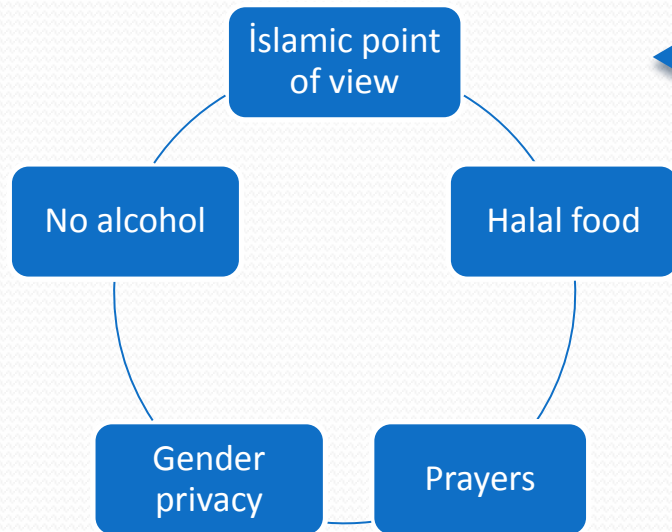 İslamic point
of view
No alcohol
Halal food
Gender
privacy
Prayers